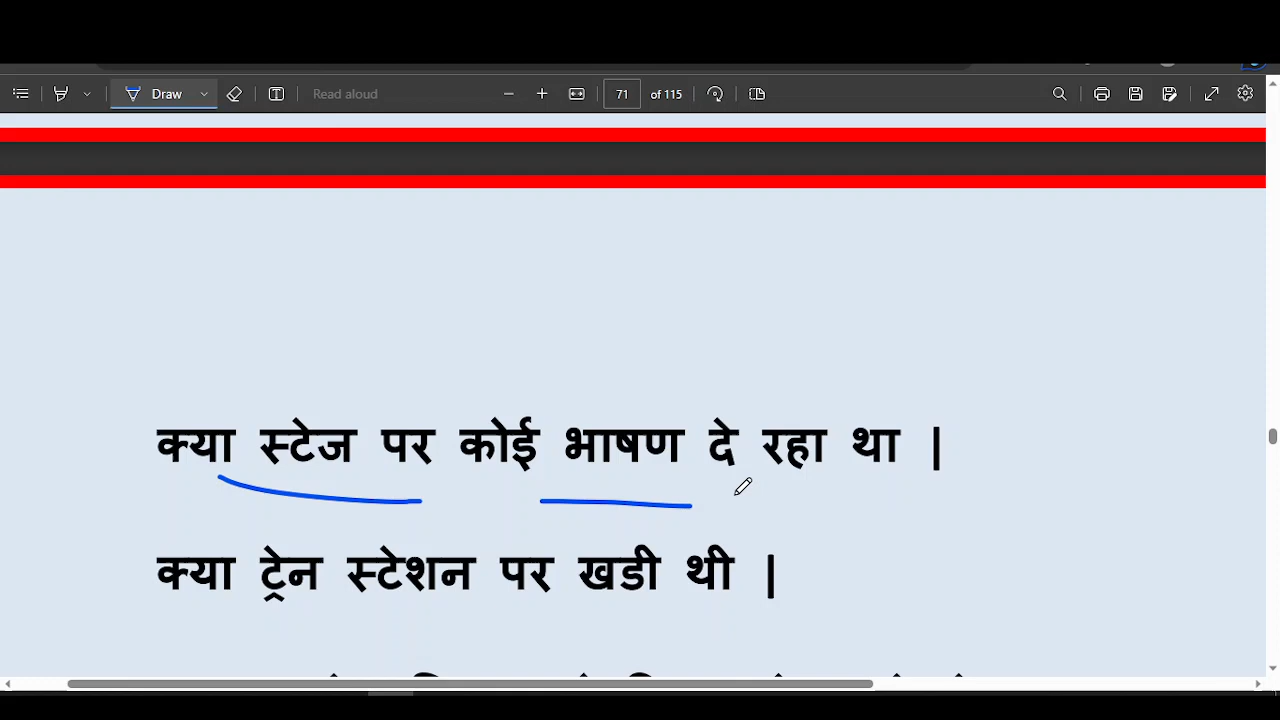 Draw
Read aloud
71 of 115
क्या स्टेज पर कोई भाषण दे रहा था |
क्या ट्रेन स्टेशन पर खडी थी |